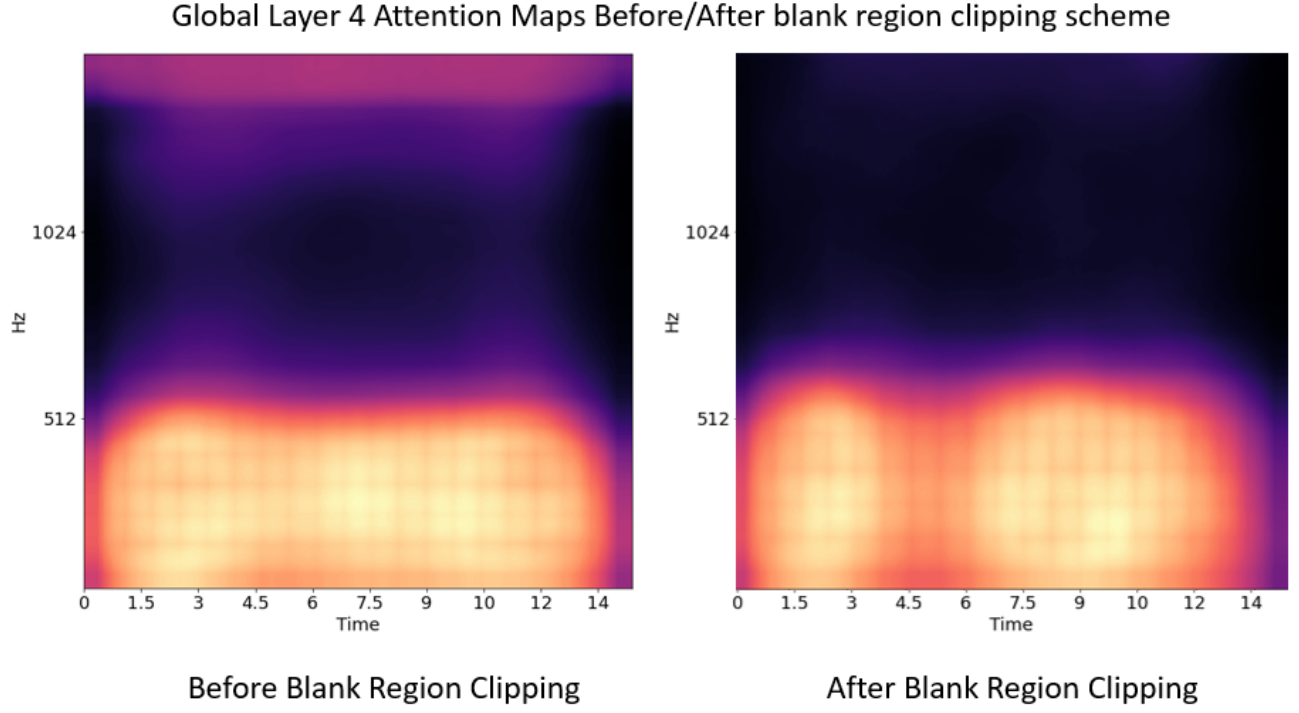 Global Layer 4 Attention Maps Before/After blank region clipping scheme
1024
512
Hz
0 1.5 3 4.5 6 7.5 9 10 12 14
Time
1024
512
Hz
0 1.5 3 4.5 6 7.5 9 10 12 14
Time
Before Blank Region Clipping
After Blank Region Clipping